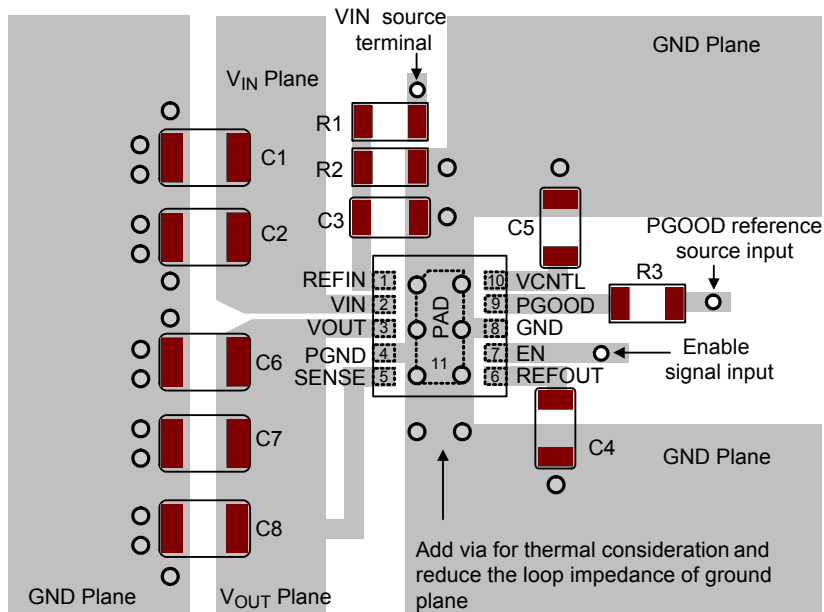 VIN source
terminal
GND Plane
VIN Plane
R1
R2
C1
C3
C5
C2
PGOOD reference
source input
R3
REFIN 1
10 VCNTL
VIN 2
9 PGOOD
VOUT 3
8 GND
PGND 4
7 EN
SENSE 5
6 REFOUT
PAD
11
Enable
signal input
C6
C7
C4
GND Plane
C8
Add via for thermal consideration and
reduce the loop impedance of ground
plane
GND Plane
VOUT Plane